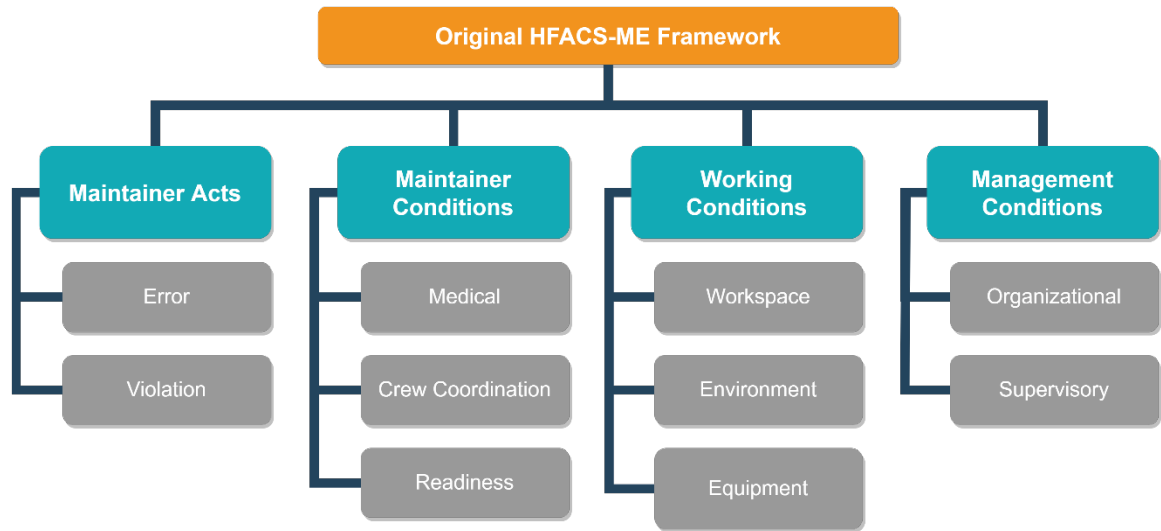 Original HFACS-ME Framework
Maintainer Acts
Error
Violation
Maintainer
Conditions
Medical
Crew Coordination
Readiness
Working
Conditions
Workspace
Environment
Equipment
Management
Conditions
Organizational
Supervisory